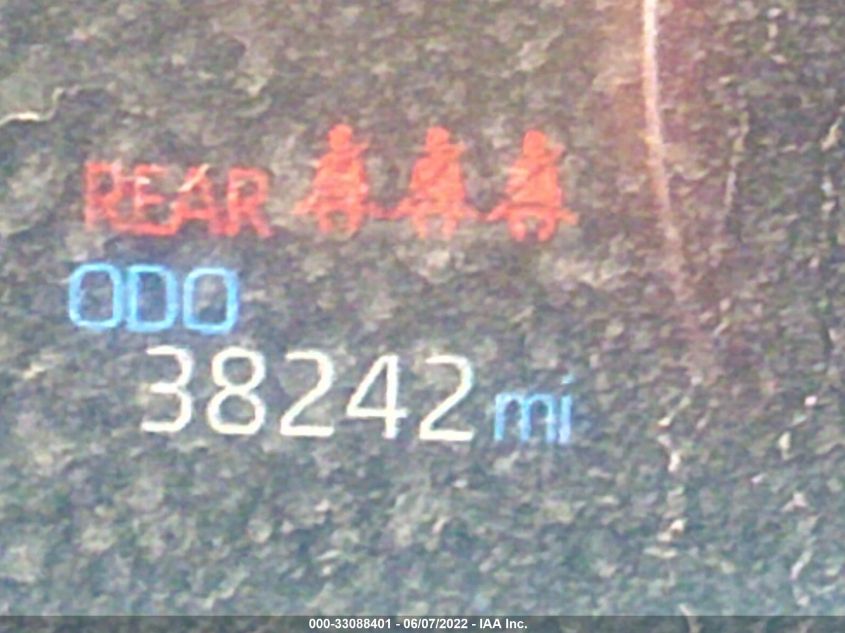 REAR
ODO
38242 mi
000-33088401 - 06/07/2022 - IAA Inc.